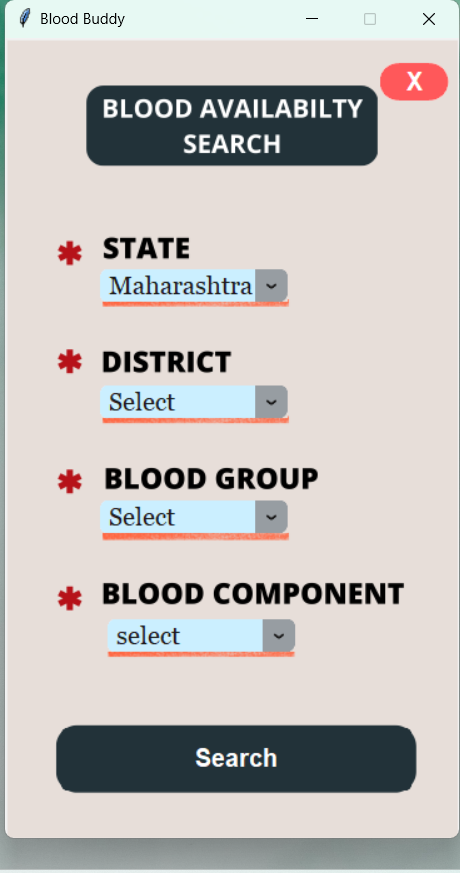 Blood Buddy
X
BLOOD AVAILABILTY
SEARCH
* STATE
Maharashtra
* DISTRICT
Select
* BLOOD GROUP
Select
* BLOOD COMPONENT
select
Search